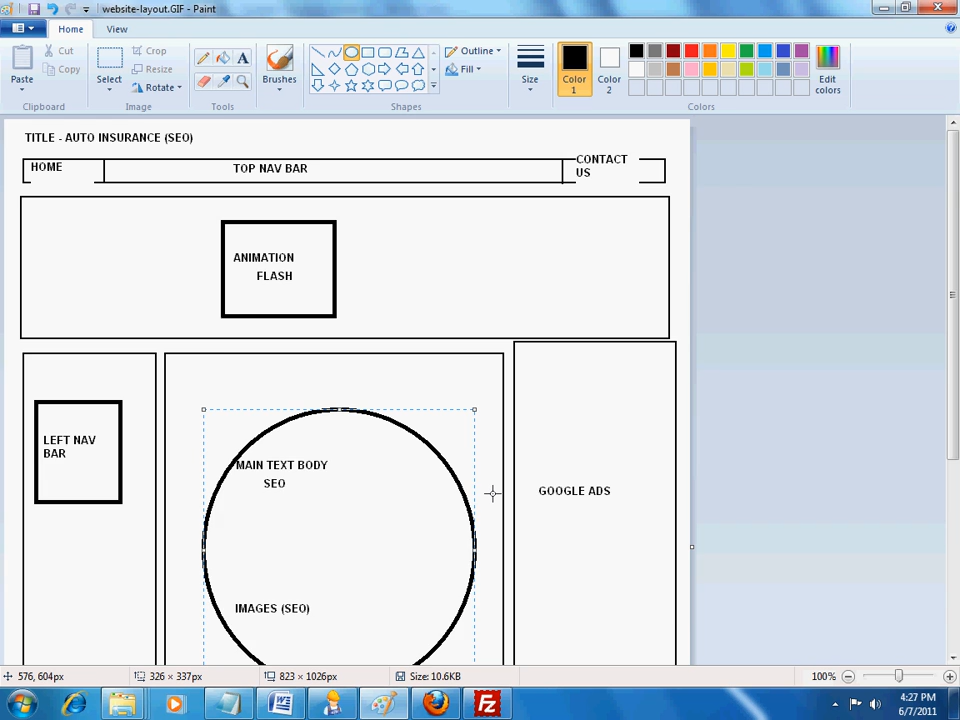 website-layout.GIF - Paint
Home View
Paste
Cut
Copy
Clipboard
Select
Crop
Resize
Rotate
Image
Tools
Brushes
Outline
Fill
Shapes
Size
Color 1
Color 2
Edit colors
Colors
TITLE - AUTO INSURANCE (SEO)
HOME
TOP NAV BAR
CONTACT
US
ANIMATION
FLASH
LEFT NAV
BAR
MAIN TEXT BODY
SEO
GOOGLE ADS
IMAGES (SEO)
576, 604px
326 × 337px
823 × 1026px
Size: 10.6KB
100%
W
FZ
4:27 PM
6/7/2011